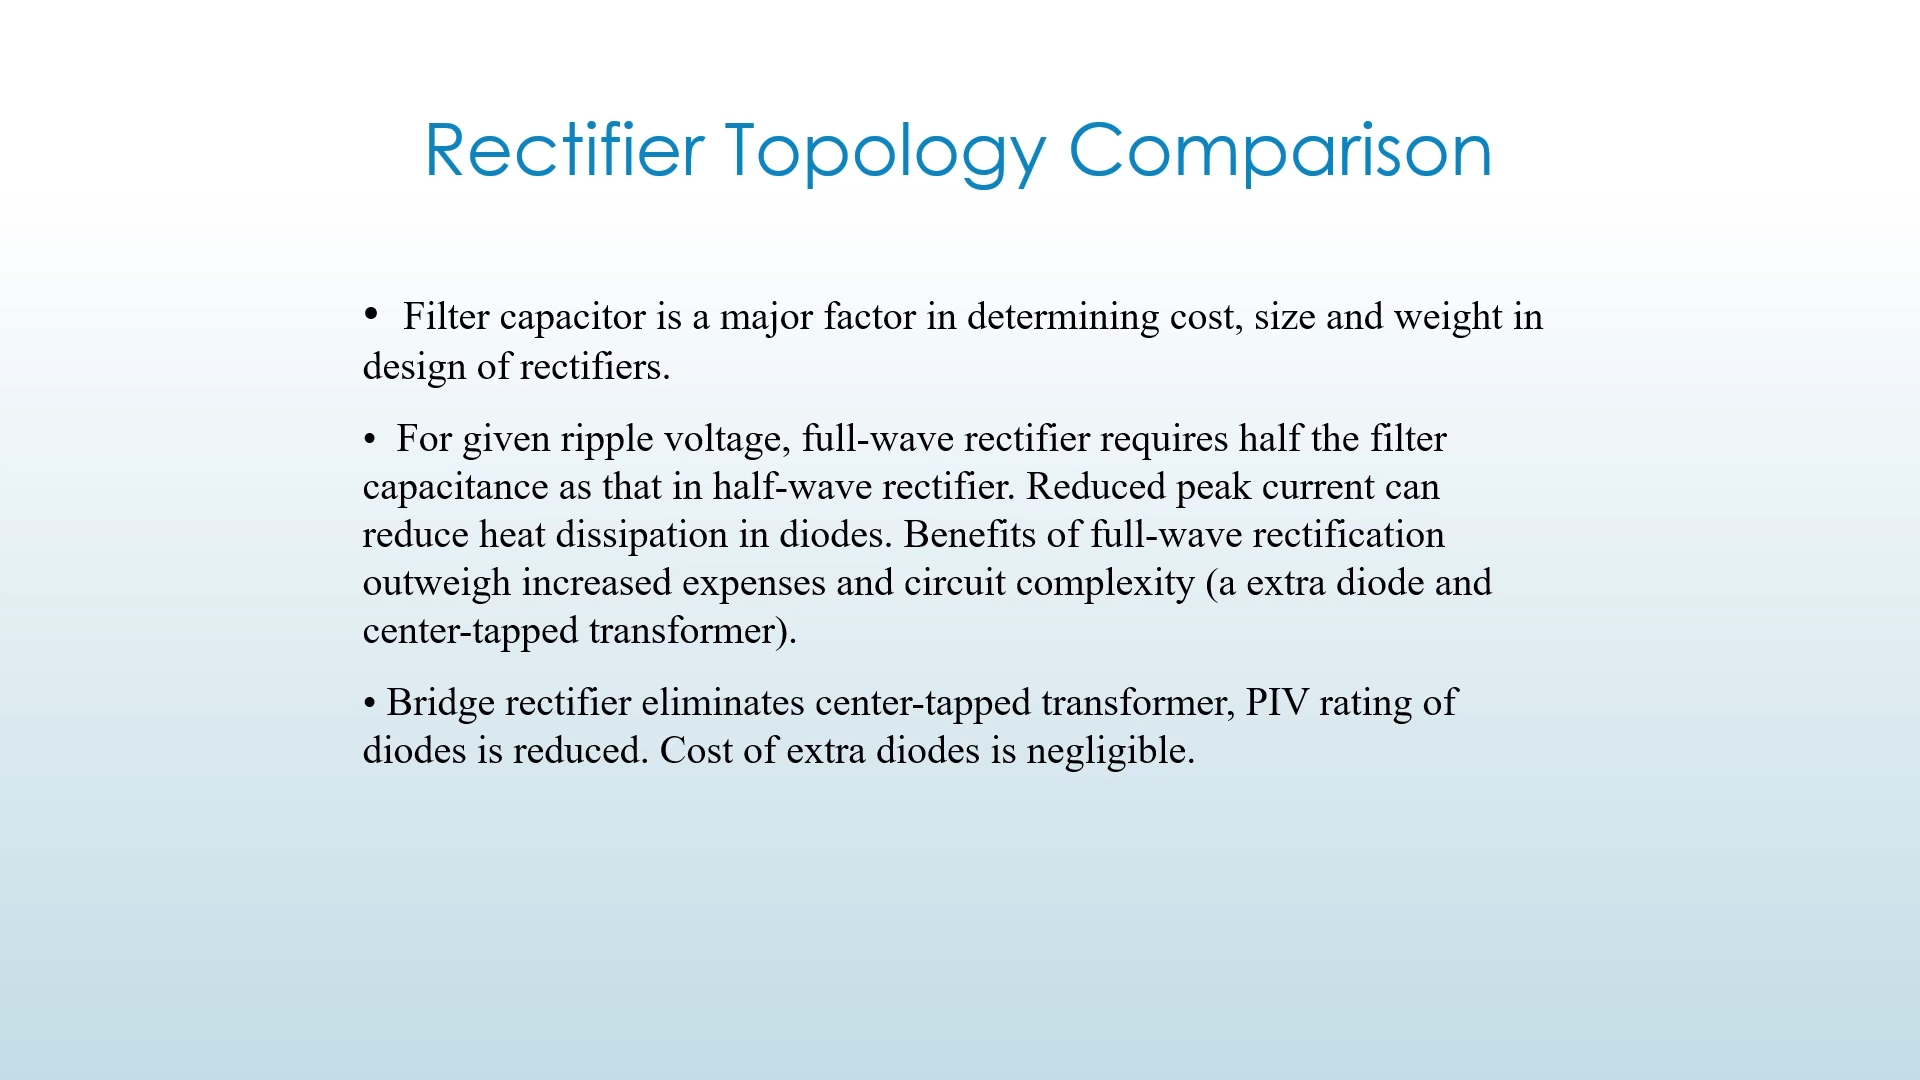 Rectifier Topology Comparison
• Filter capacitor is a major factor in determining cost, size and weight in
design of rectifiers.
• For given ripple voltage, full-wave rectifier requires half the filter
capacitance as that in half-wave rectifier. Reduced peak current can
reduce heat dissipation in diodes. Benefits of full-wave rectification
outweigh increased expenses and circuit complexity (a extra diode and
center-tapped transformer).
• Bridge rectifier eliminates center-tapped transformer, PIV rating of
diodes is reduced. Cost of extra diodes is negligible.